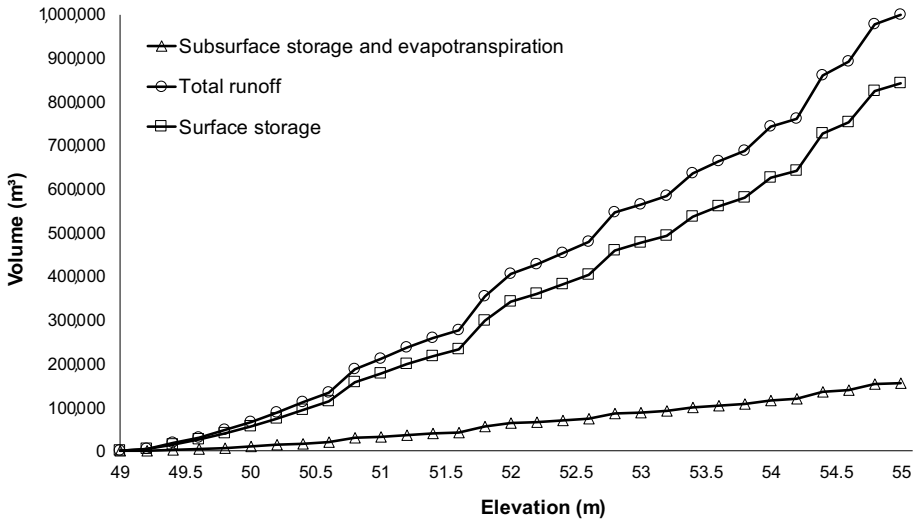 1,000,000
900,000
800,000
700,000
600,000
500,000
400,000
300,000
200,000
100,000
0
Volume (m³)
Subsurface storage and evapotranspiration
Total runoff
Surface storage
49 49.5 50 50.5 51 51.5 52 52.5 53 53.5 54 54.5 55
Elevation (m)